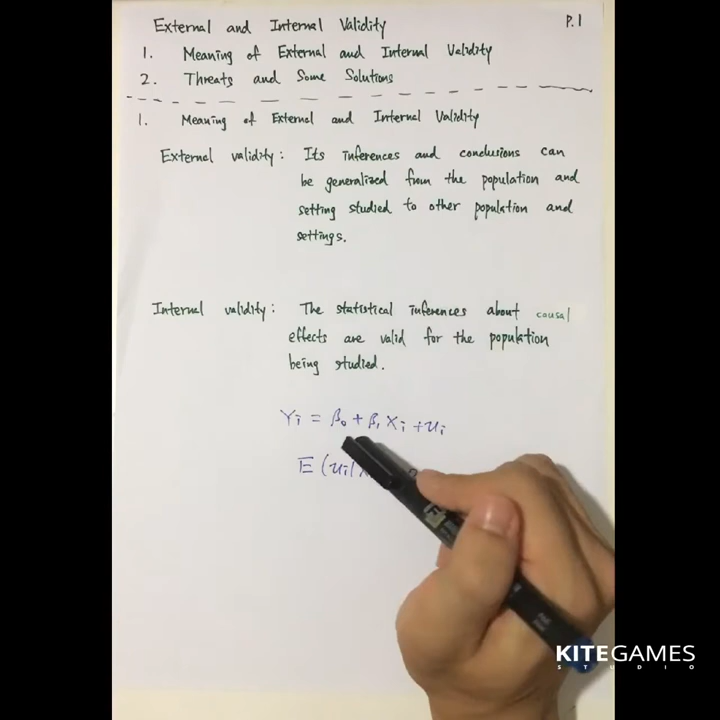 External and Internal Validity P.1
1. Meaning of External and Internal Validity
2. Threats and Some Solutions
1. Meaning of External and Internal Validity
External validity: Its inferences and conclusions can
be generalized from the population and
setting studied to other population and
settings.
Internal validity: The statistical inferences about causal
effects are valid for the population
being studied.
Yi = β0 + β1 Xi + ui
E(ui|X
KITEGAMES
STUDIO